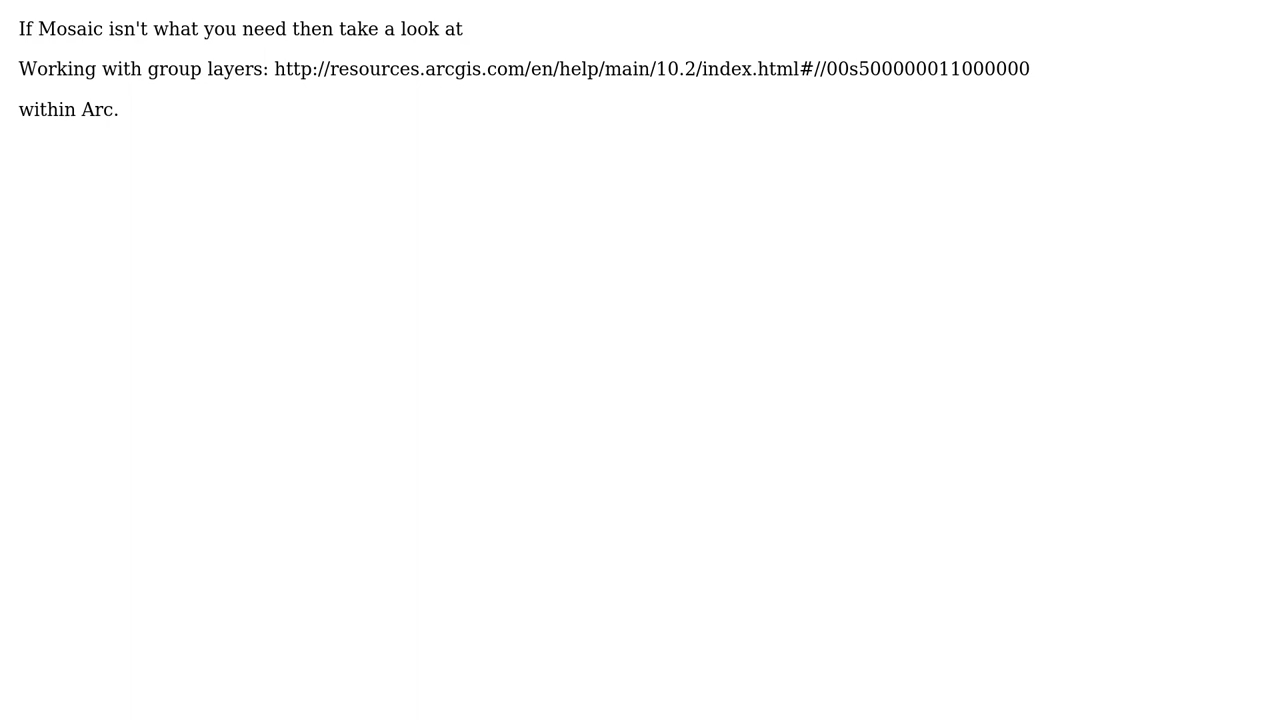 If Mosaic isn't what you need then take a look at
Working with group layers: http://resources.arcgis.com/en/help/main/10.2/index.html#//00s500000011000000
within Arc.